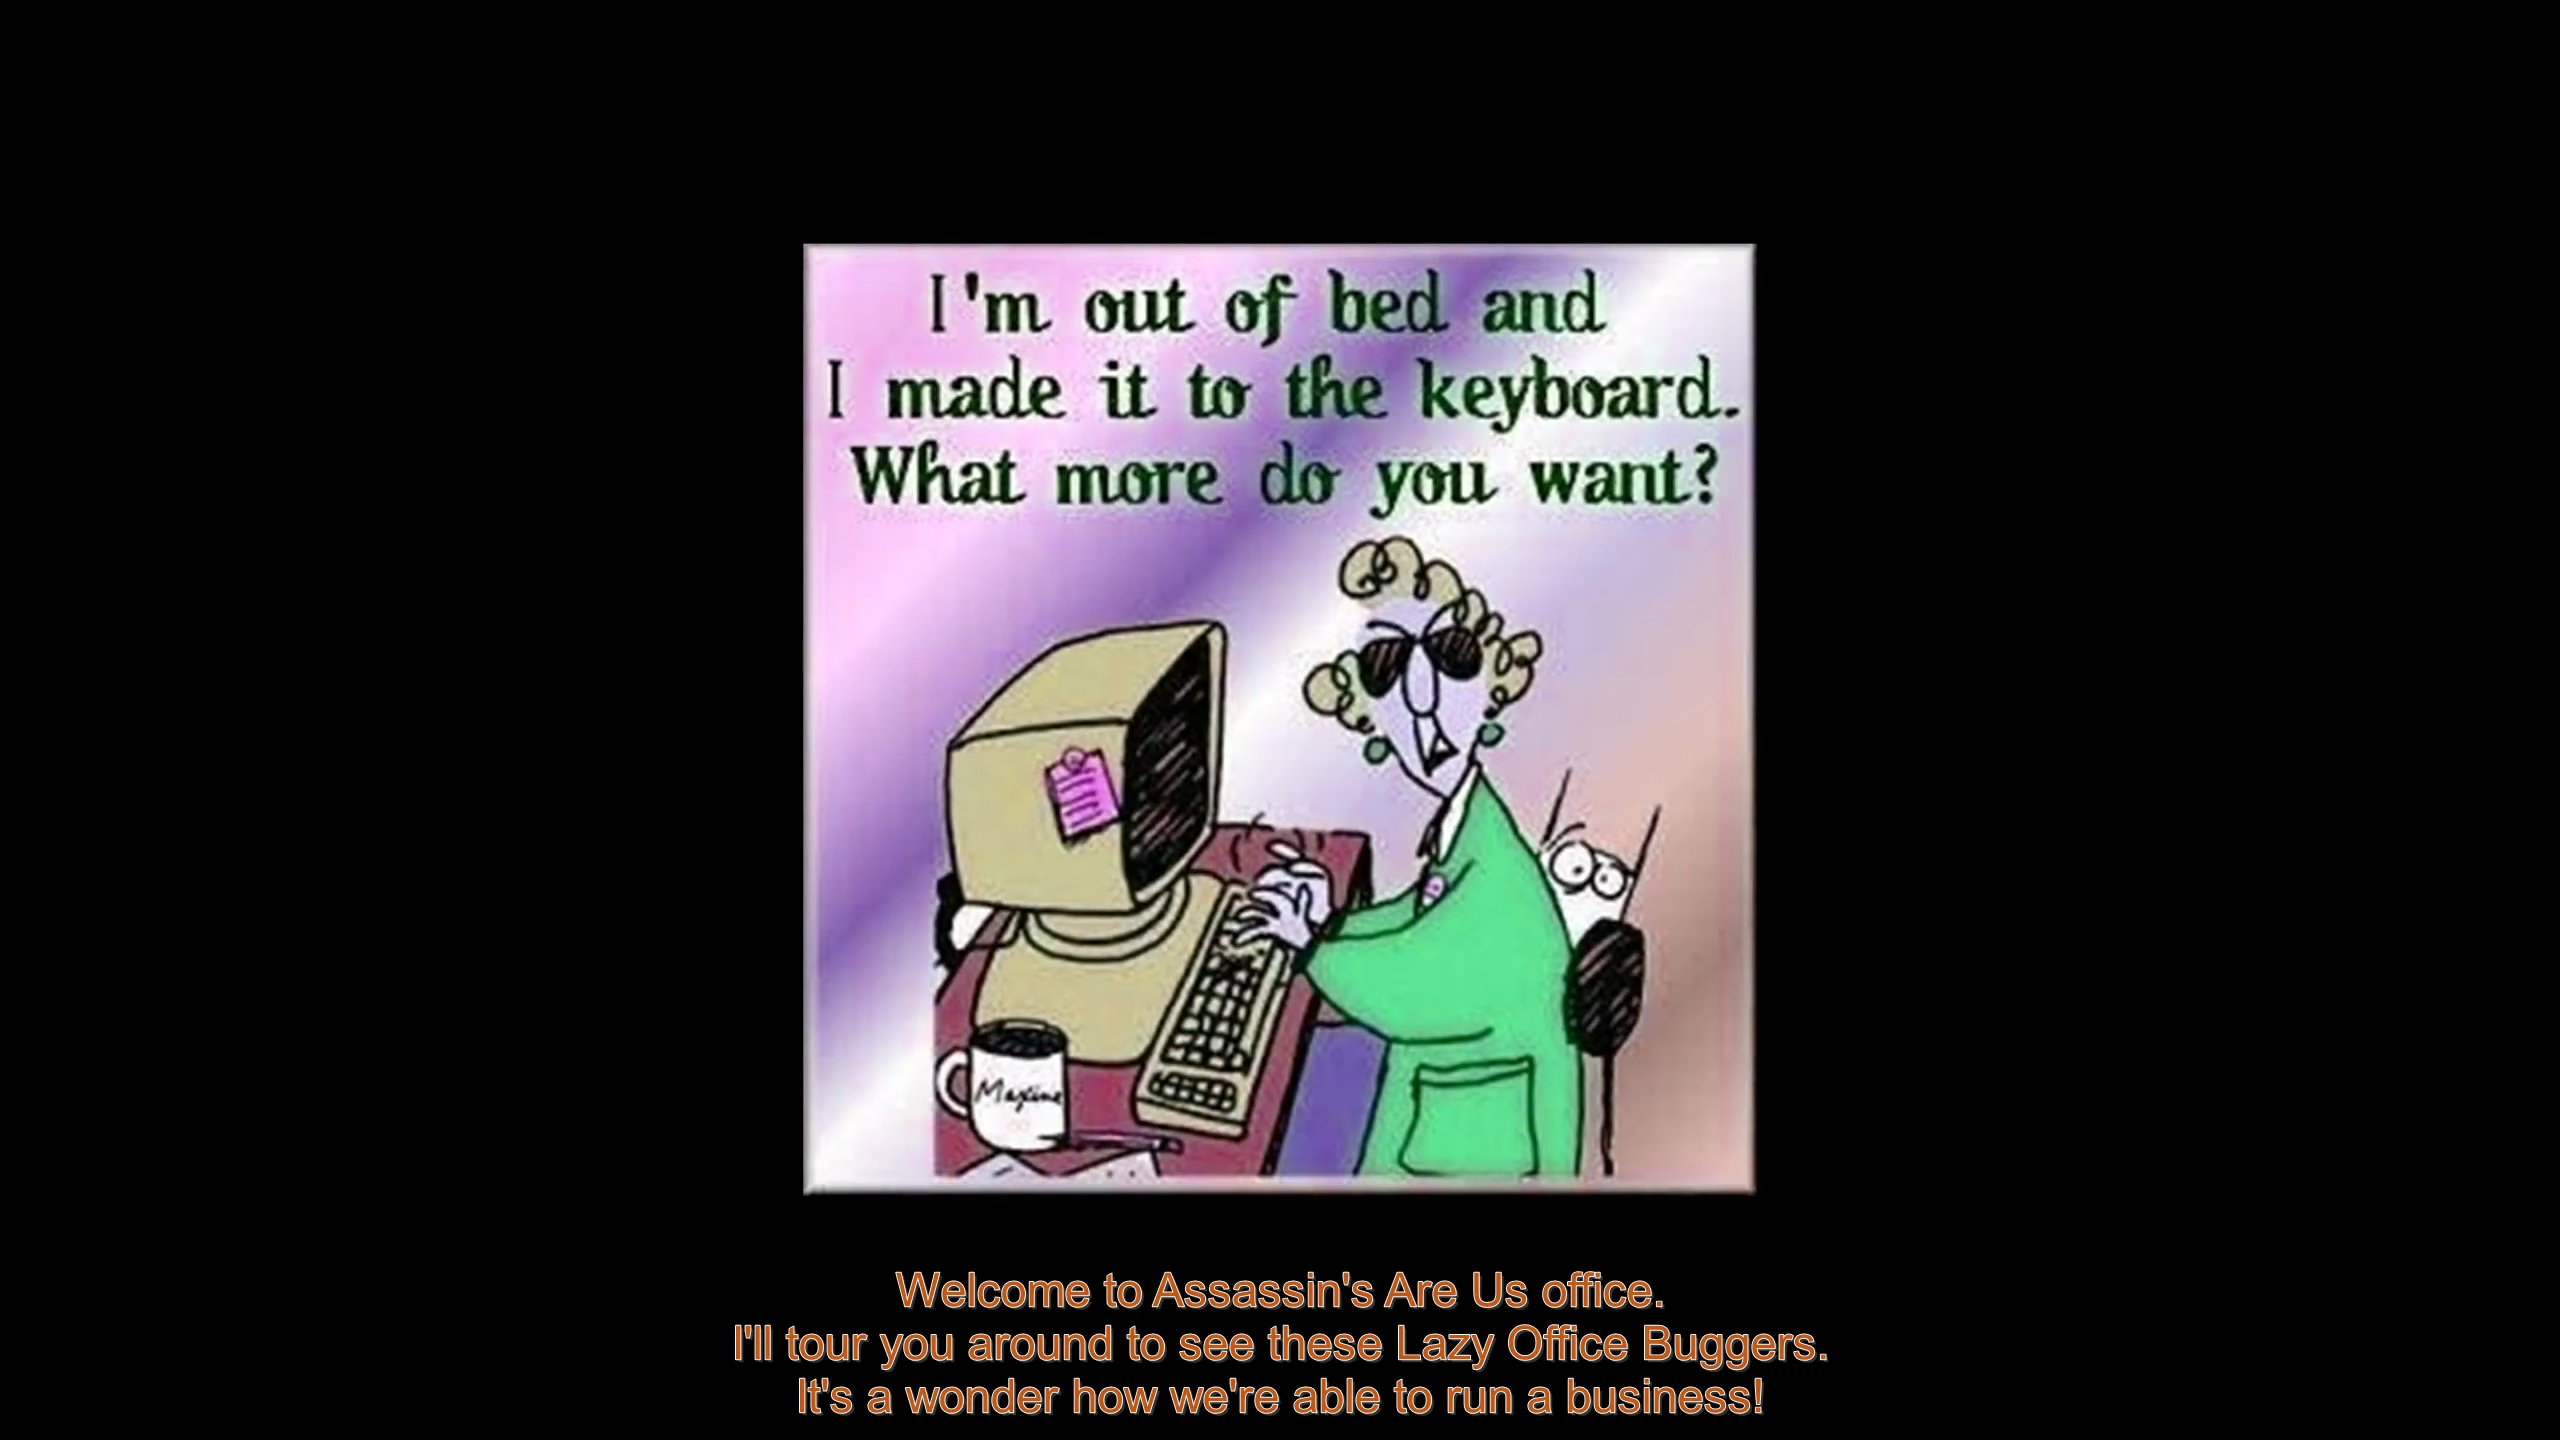 I'm out of bed and
I made it to the keyboard.
What more do you want?
Maxine
Welcome to Assassin's Are Us office.
I'll tour you around to see these Lazy Office Buggers.
It's a wonder how we're able to run a business!